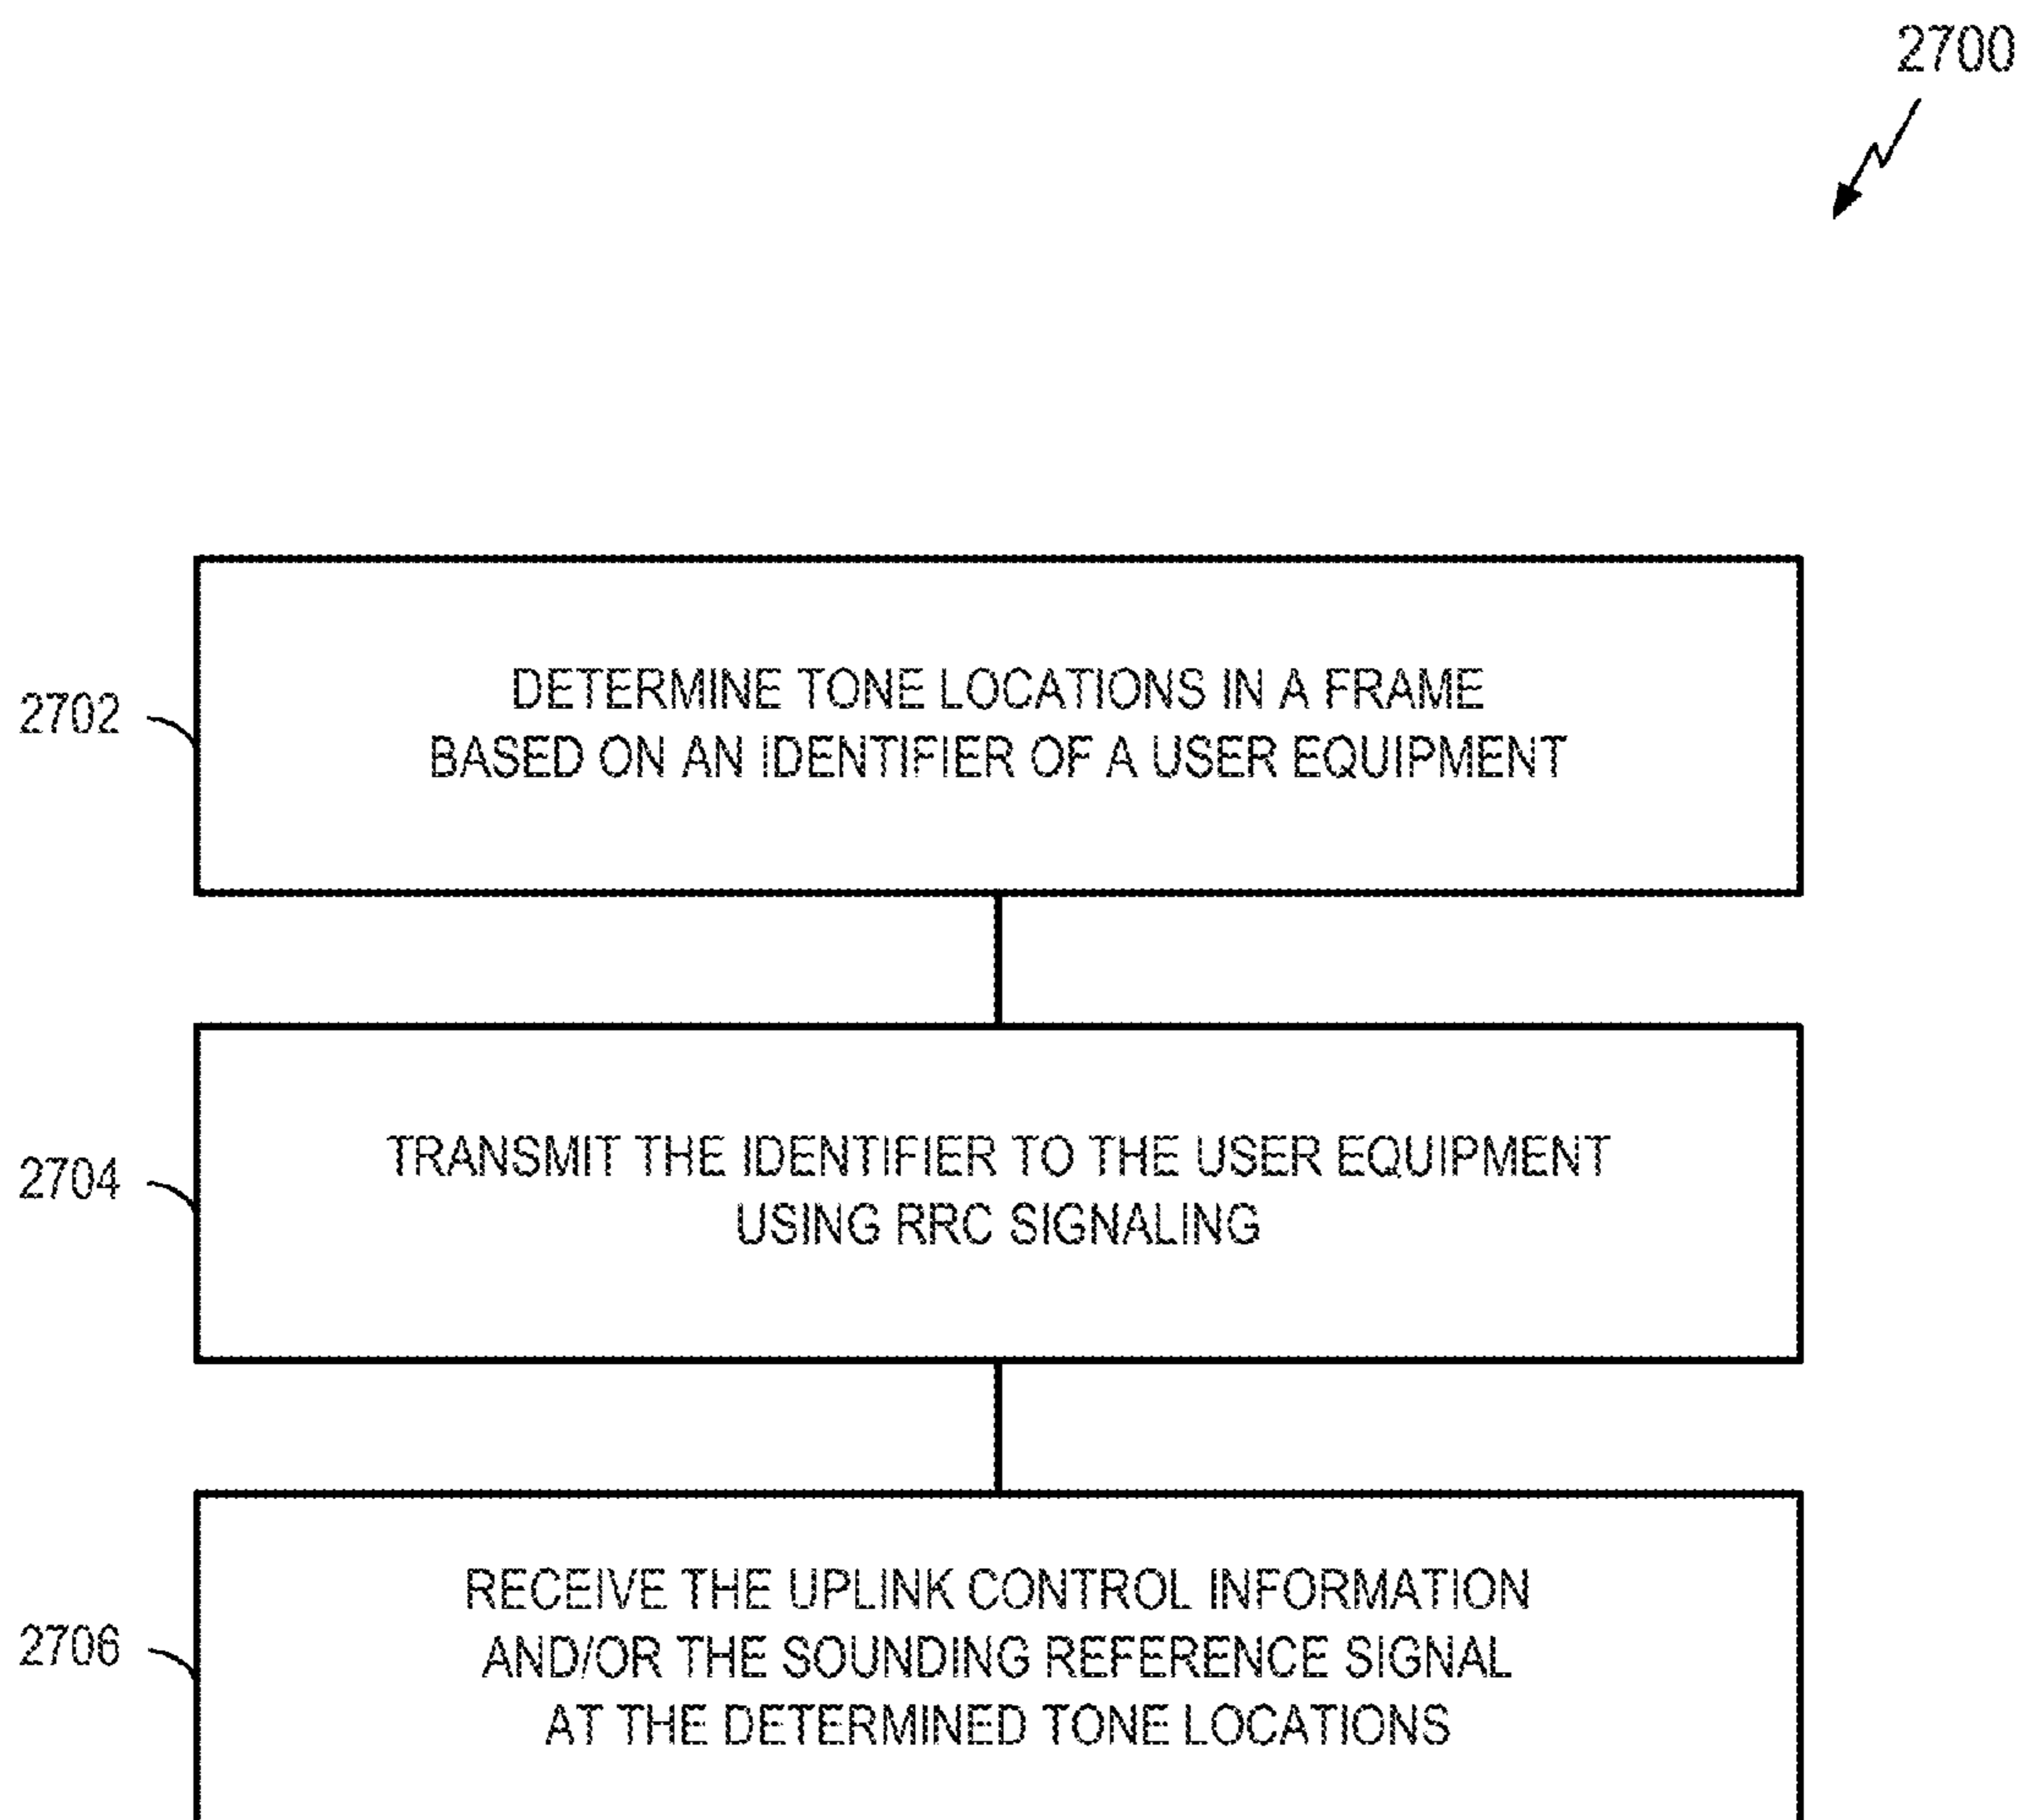 2700
2702
DETERMINE TONE LOCATIONS IN A FRAME
BASED ON AN IDENTIFIER OF A USER EQUIPMENT
2704
TRANSMIT THE IDENTIFIER TO THE USER EQUIPMENT
USING RRC SIGNALING
2706
RECEIVE THE UPLINK CONTROL INFORMATION
AND/OR THE SOUNDING REFERENCE SIGNAL
AT THE DETERMINED TONE LOCATIONS